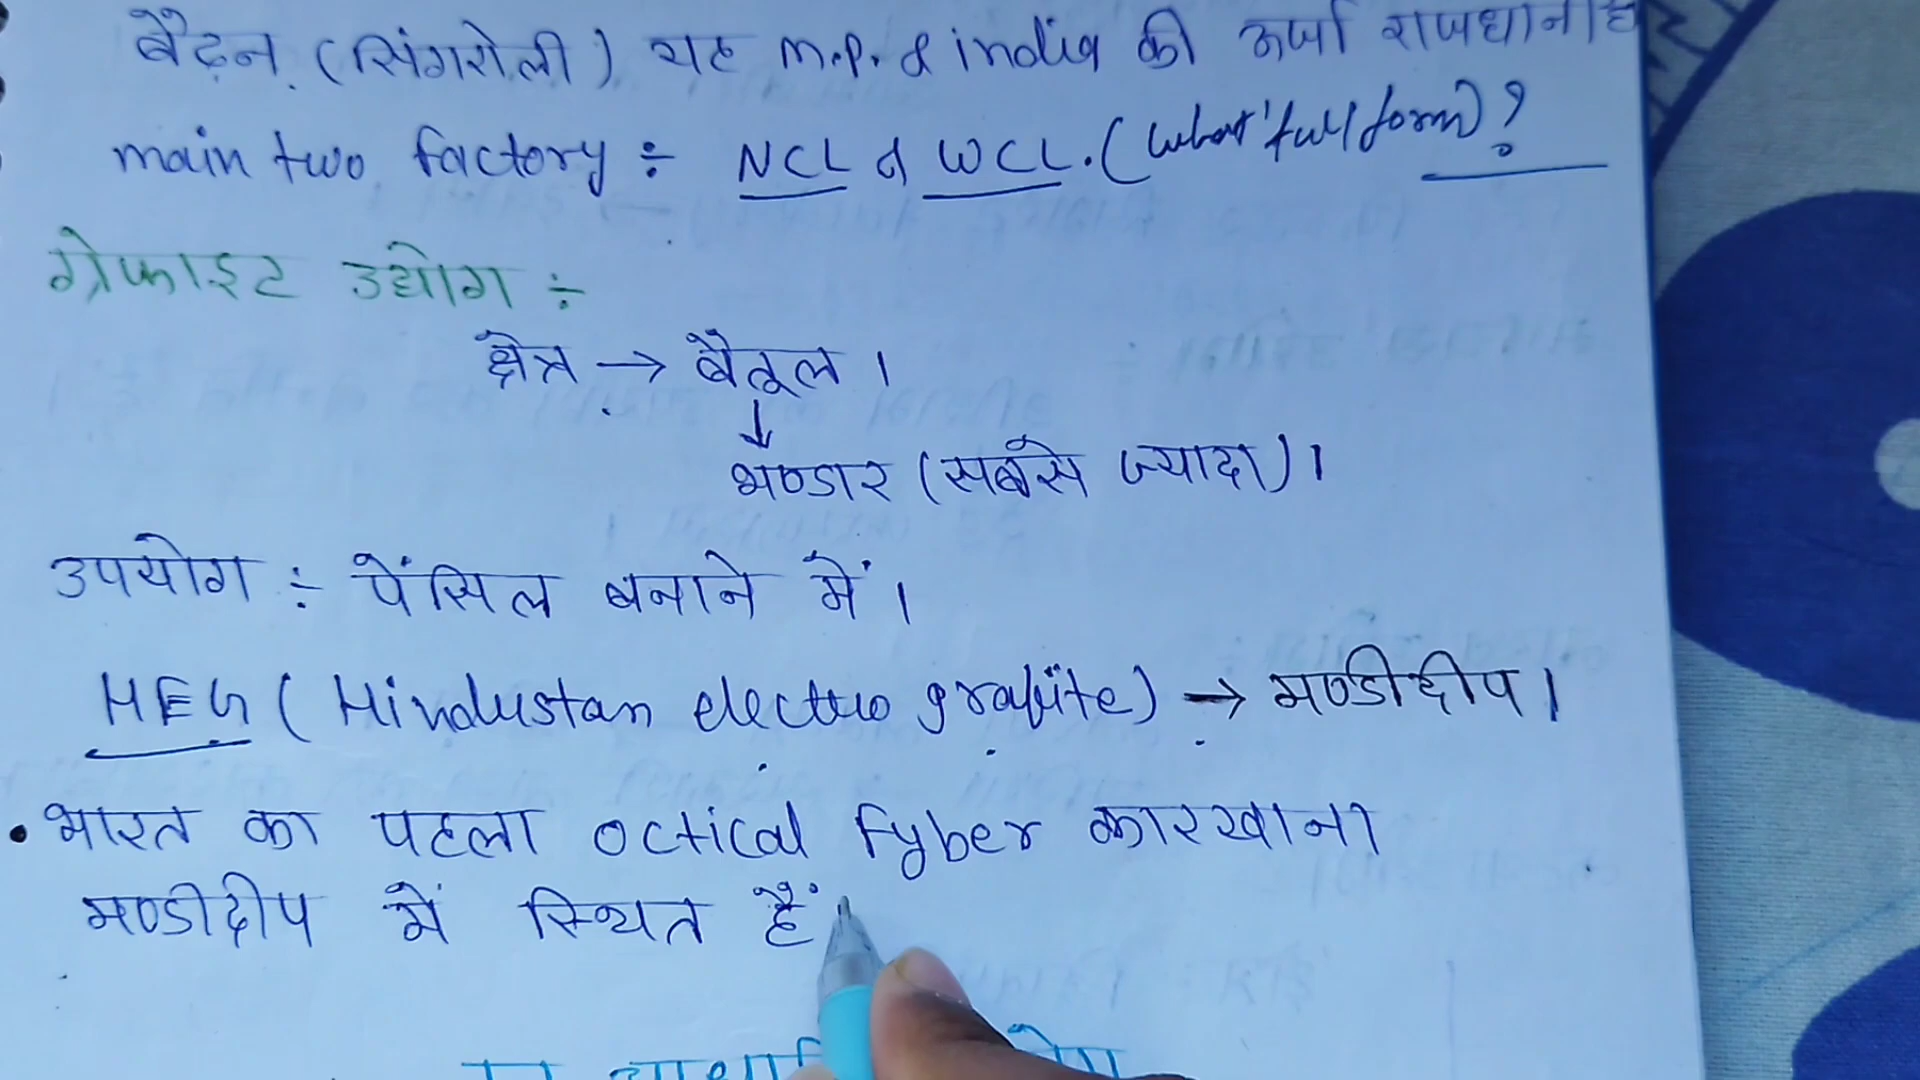 बैढ़न (सिंगरोली) यह M.P. & india की ऊर्जा राजधानी है
main two factory ÷ NCL व WCL. (what' full form)?
ग्रेफाइट उद्योग ÷
क्षेत्र → बैतूल ।
↓
भण्डार (सबसे ज्यादा) ।
उपयोग ÷ पेंसिल बनाने में ।
HEG ( Hindustan electro grafite) → मण्डीदीप ।
• भारत का पहला octical Fyber कारखाना
मण्डीदीप में स्थित हैं